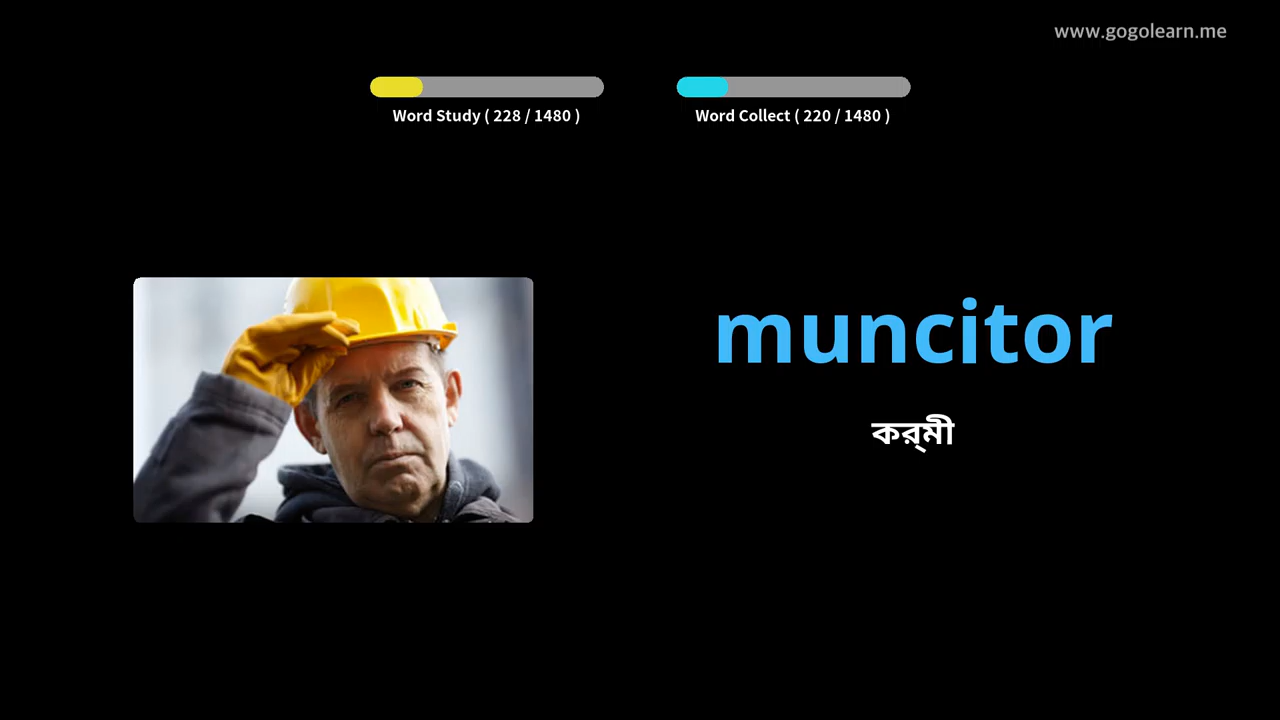 www.gogolearn.me
Word Study ( 228 / 1480 )
Word Collect ( 220 / 1480 )
muncitor
কর্মী